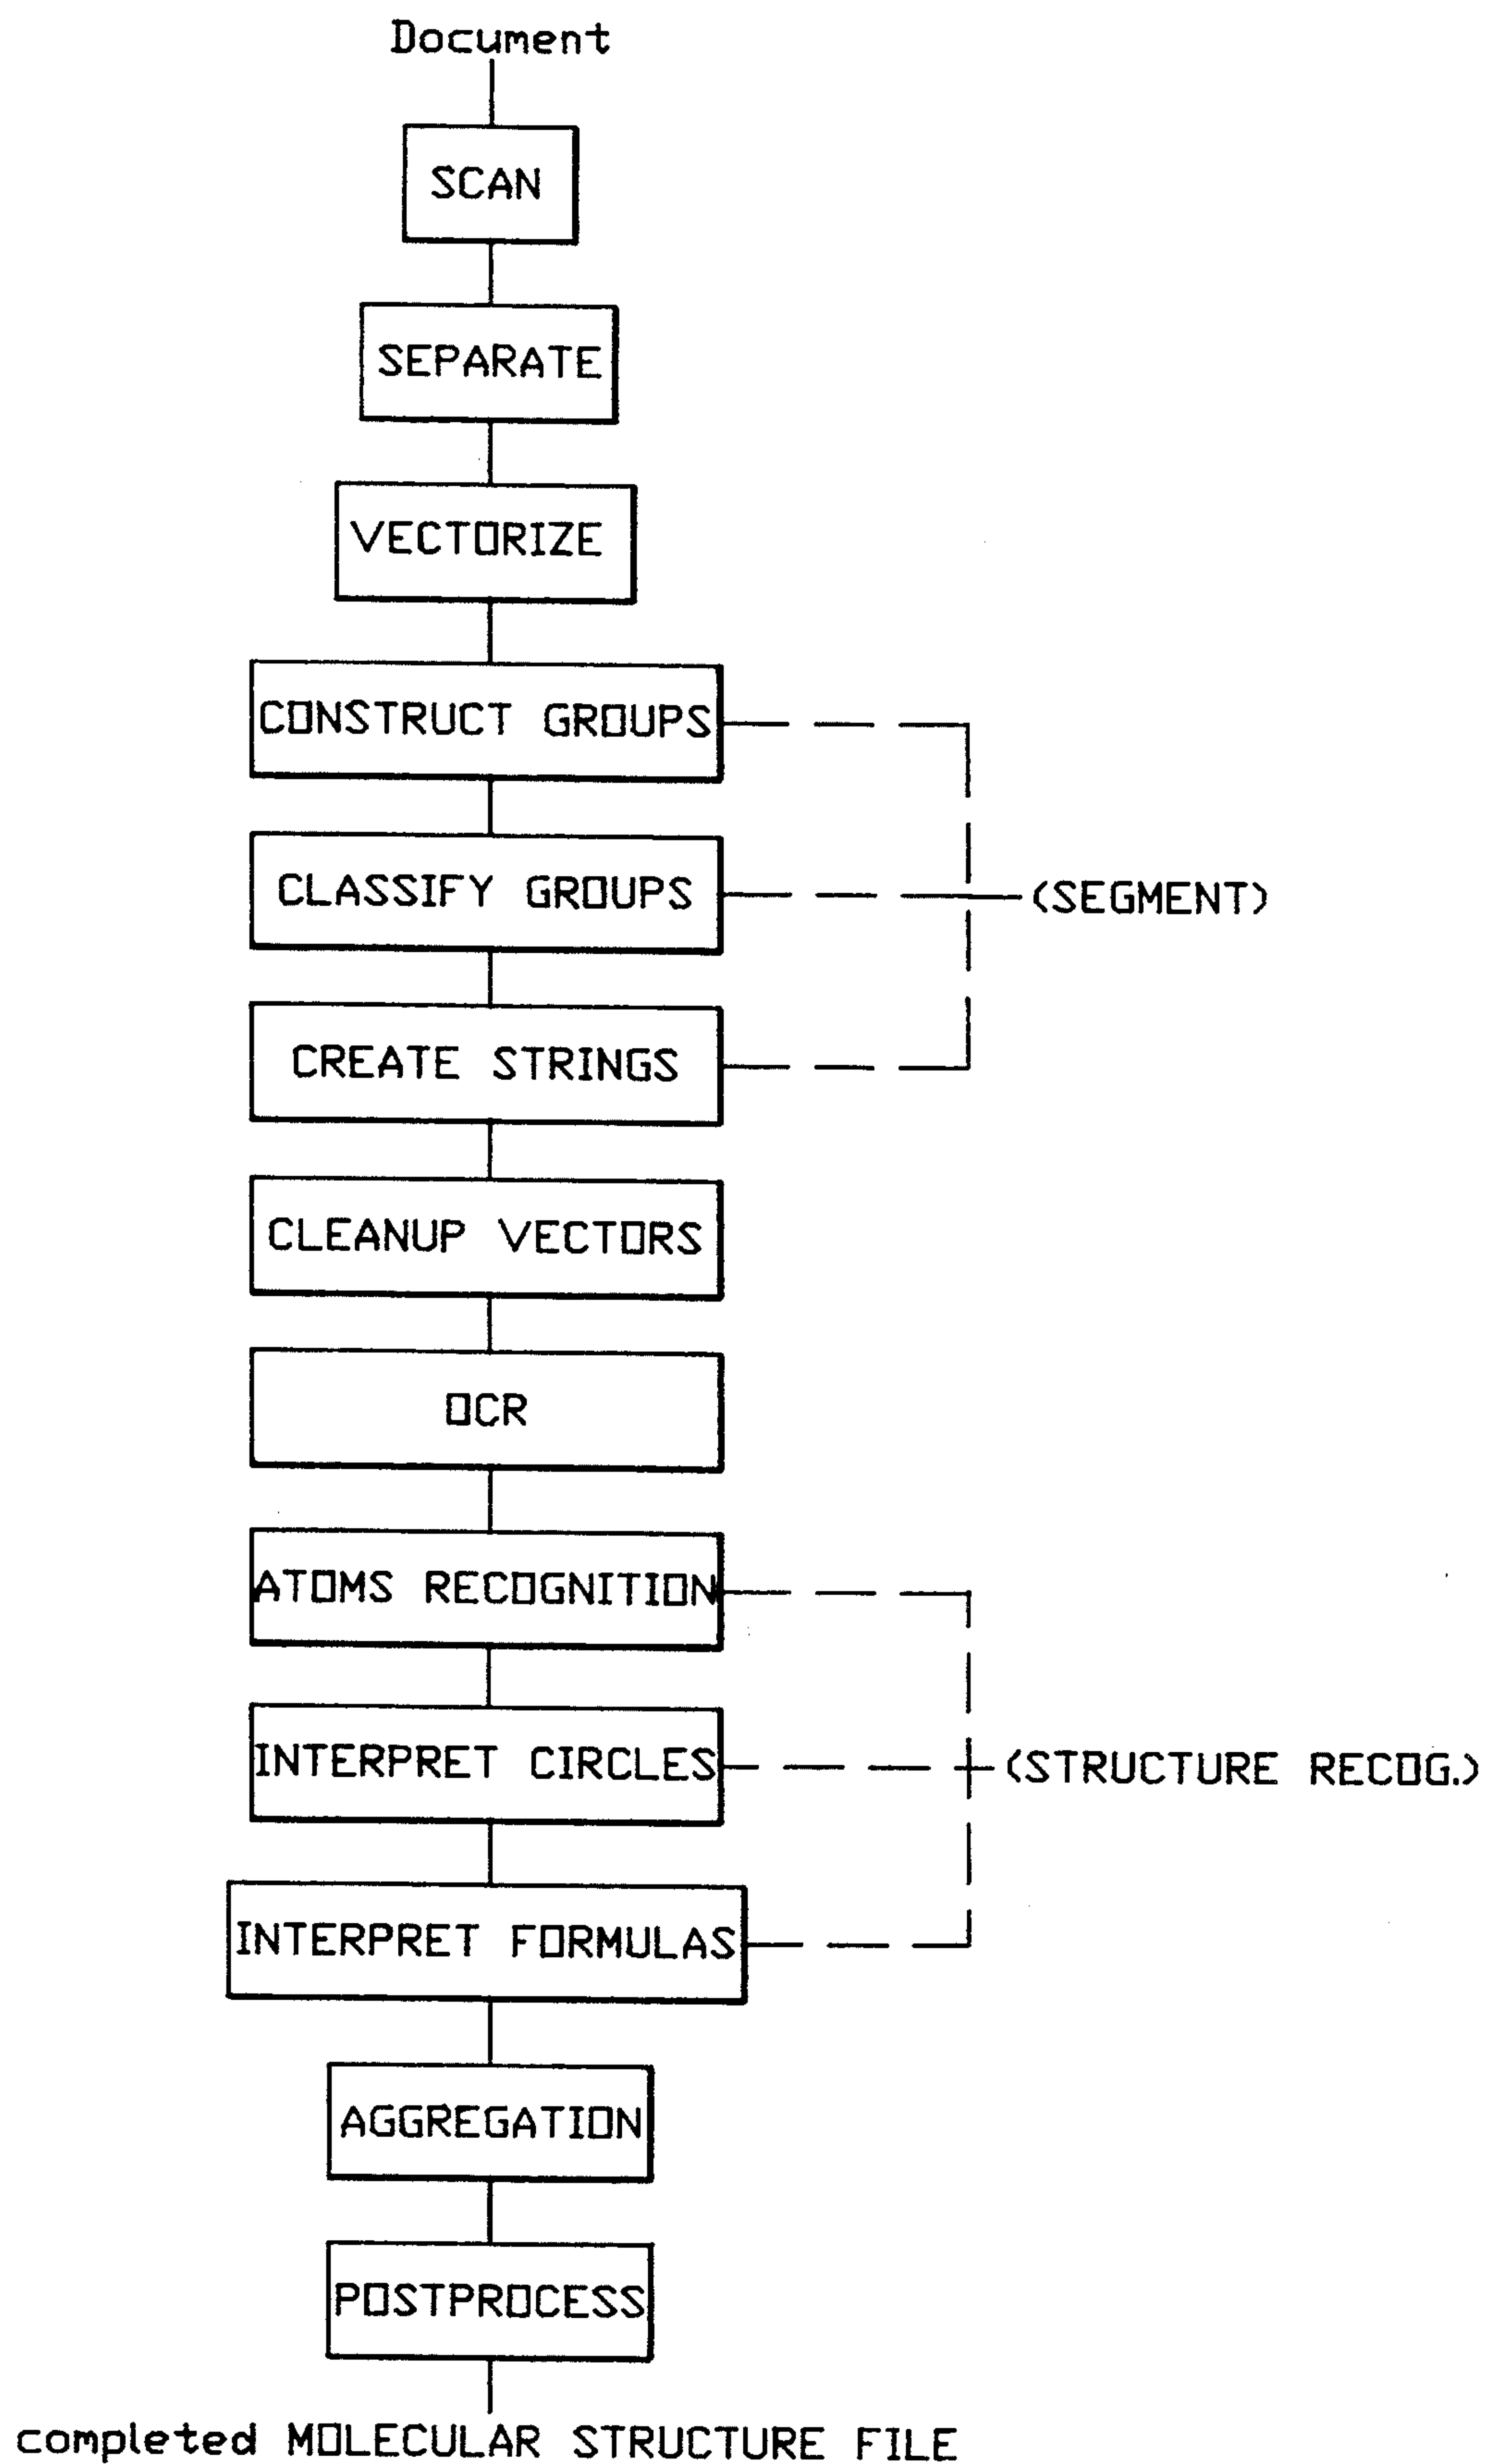 Document
SCAN
SEPARATE
VECTORIZE
CONSTRUCT GROUPS
CLASSIFY GROUPS
(SEGMENT)
CREATE STRINGS
CLEANUP VECTORS
OCR
ATOMS RECOGNITION
INTERPRET CIRCLES
(STRUCTURE RECOG.)
INTERPRET FORMULAS
AGGREGATION
POSTPROCESS
completed MOLECULAR STRUCTURE FILE